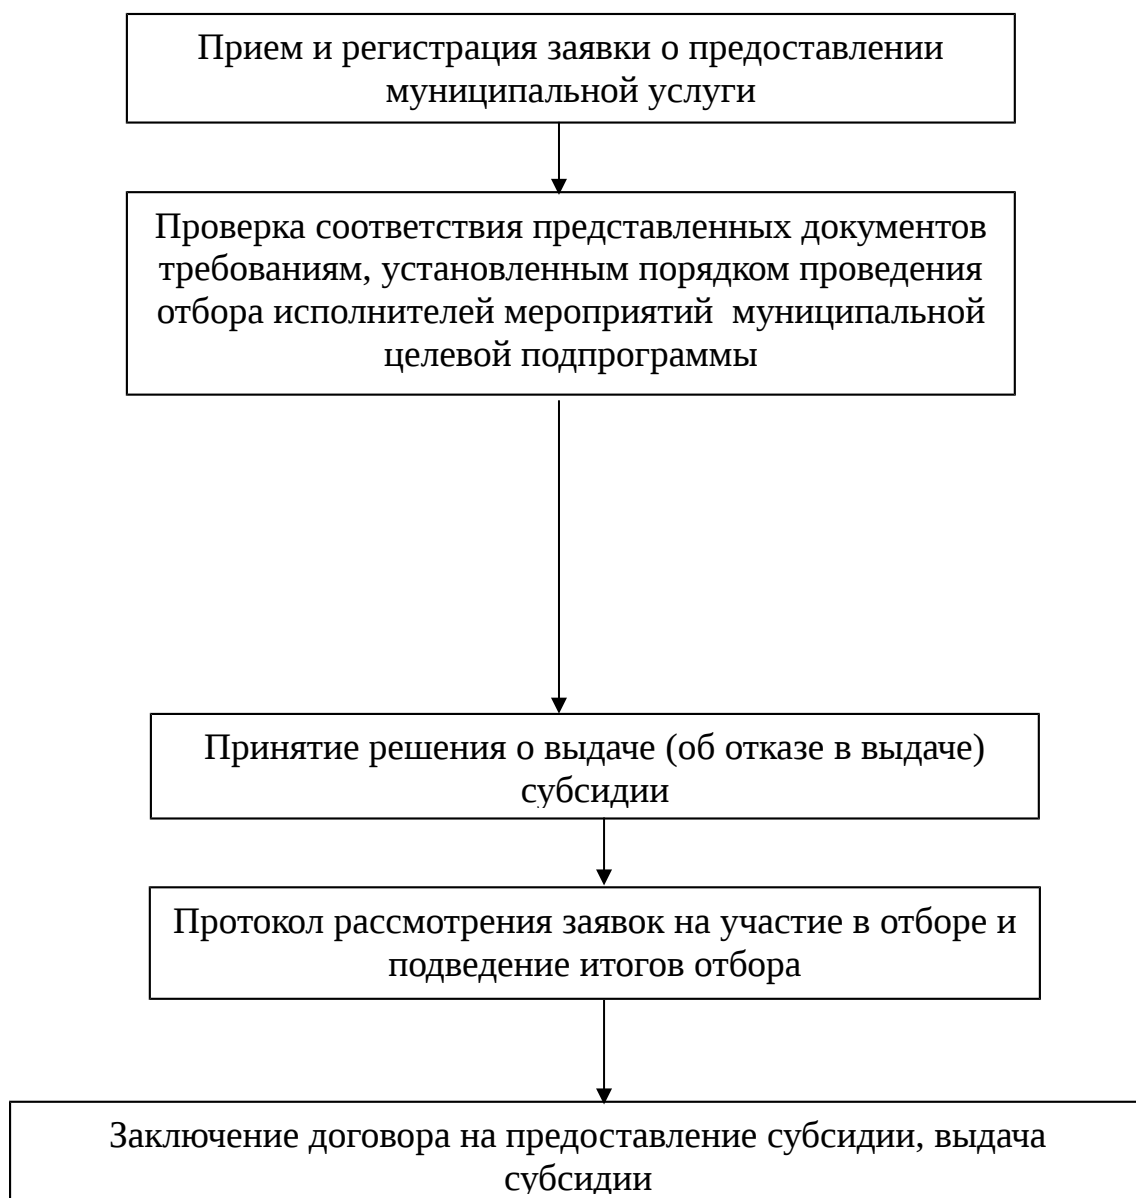 Прием и регистрация заявки о предоставлении
муниципальной услуги
Проверка соответствия представленных документов
требованиям, установленным порядком проведения
отбора исполнителей мероприятий  муниципальной
целевой подпрограммы
Принятие решения о выдаче (об отказе в выдаче)
субсидии
Протокол рассмотрения заявок на участие в отборе и
подведение итогов отбора
Заключение договора на предоставление субсидии, выдача
субсидии